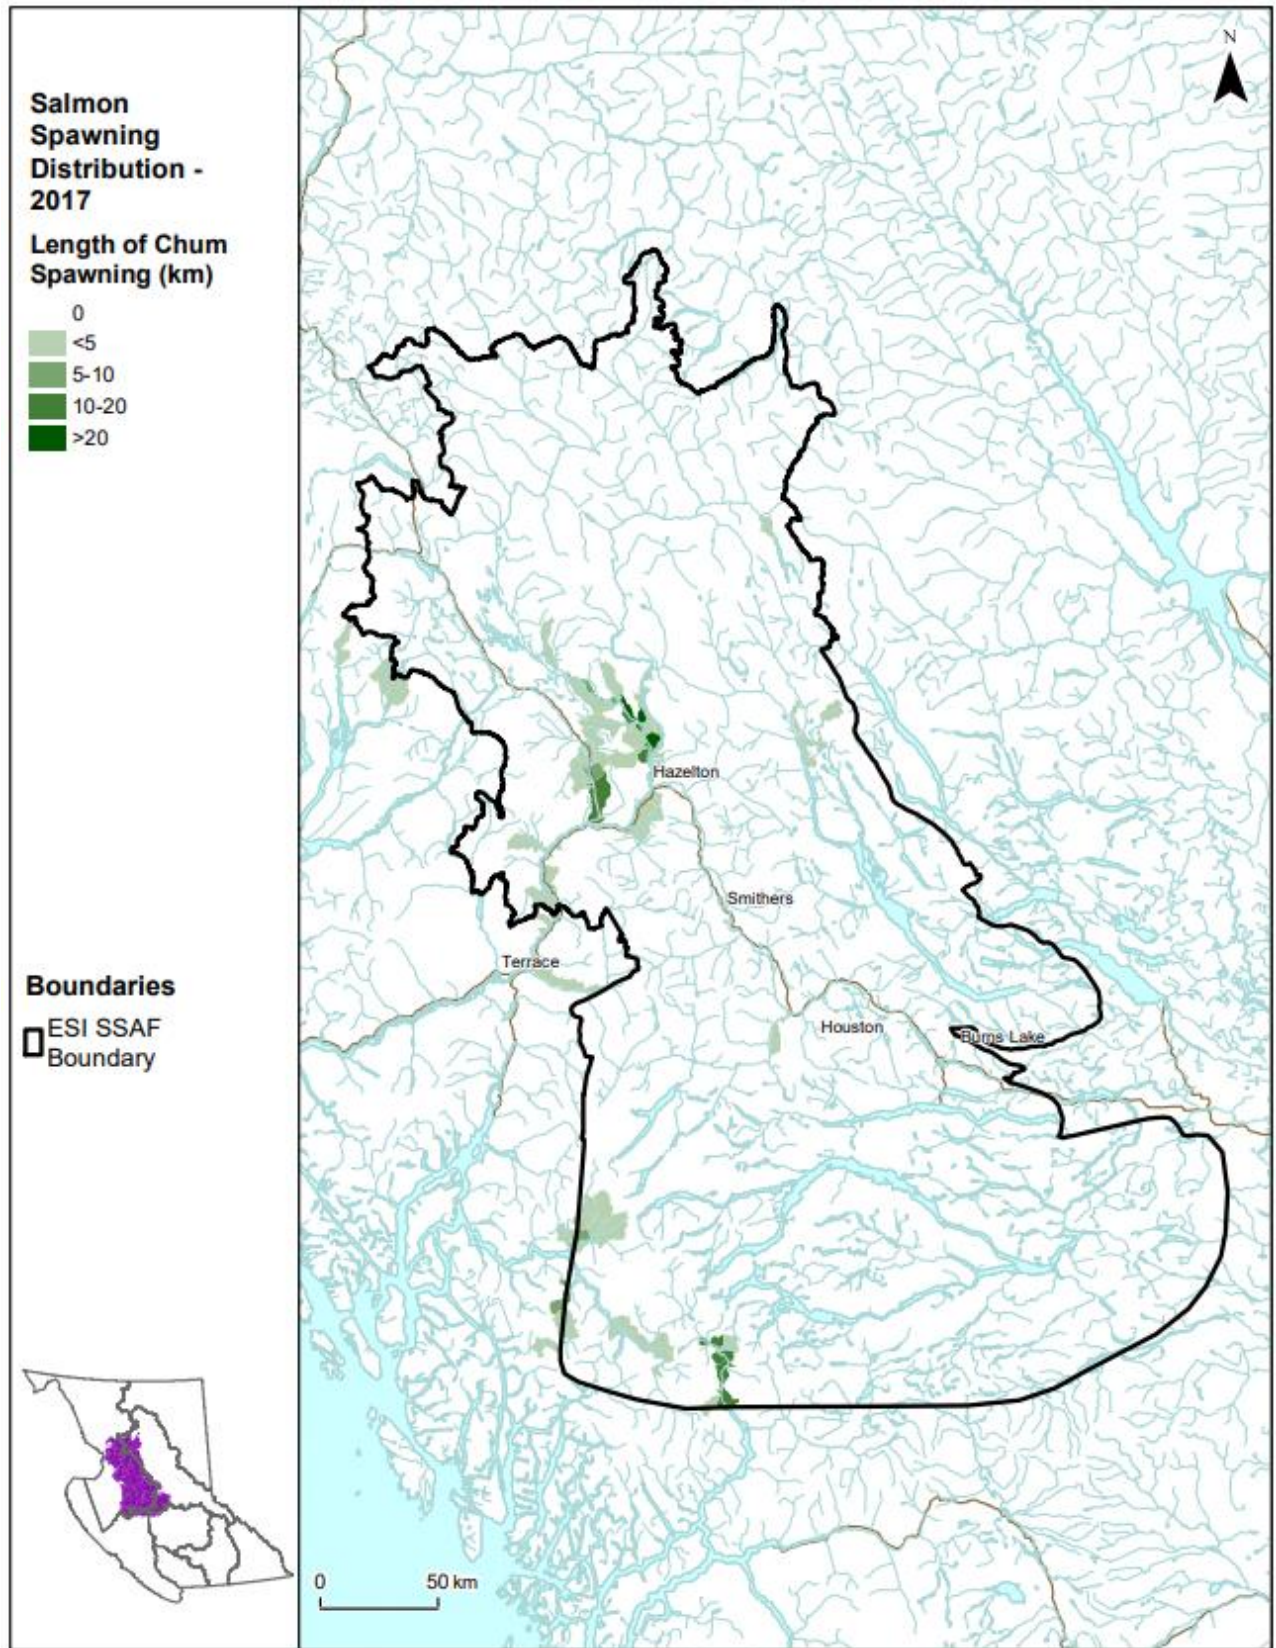 Salmon
Spawning
Distribution -
2017
Length of Chum
Spawning (km)
0
<5
5-10
10-20
>20
Boundaries
ESI SSAF
Boundary
N
Hazelton
Smithers
Terrace
Houston
Burns Lake
0 50 km